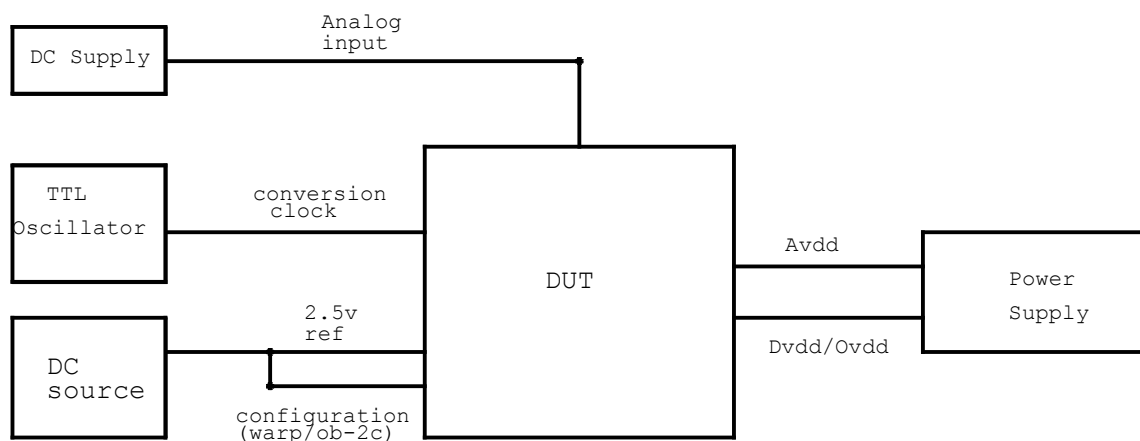 Analog
input
DC Supply
TTL
Oscillator
conversion
clock
DUT
Avdd
Power
Supply
Dvdd/Ovdd
2.5v
ref
DC
source
configuration
(warp/ob-2c)